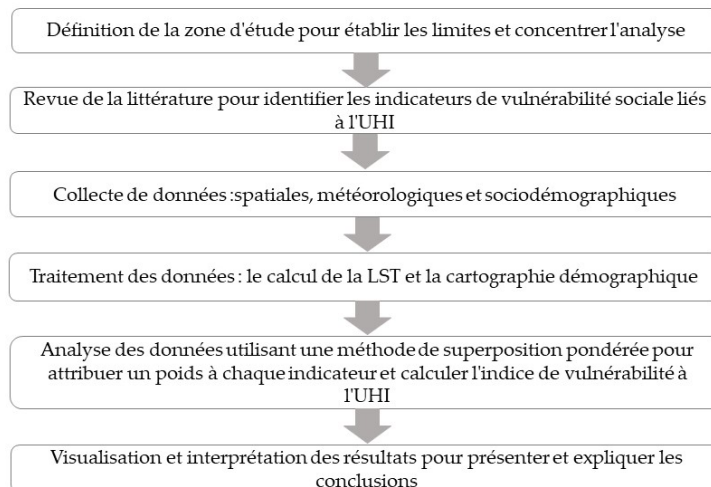 Définition de la zone d'étude pour établir les limites et concentrer l'analyse
Revue de la littérature pour identifier les indicateurs de vulnérabilité sociale liés
à l'UHI
Collecte de données :spatiales, météorologiques et sociodémographiques
Traitement des données : le calcul de la LST et la cartographie démographique
Analyse des données utilisant une méthode de superposition pondérée pour
attribuer un poids à chaque indicateur et calculer l'indice de vulnérabilité à
l'UHI
Visualisation et interprétation des résultats pour présenter et expliquer les
conclusions